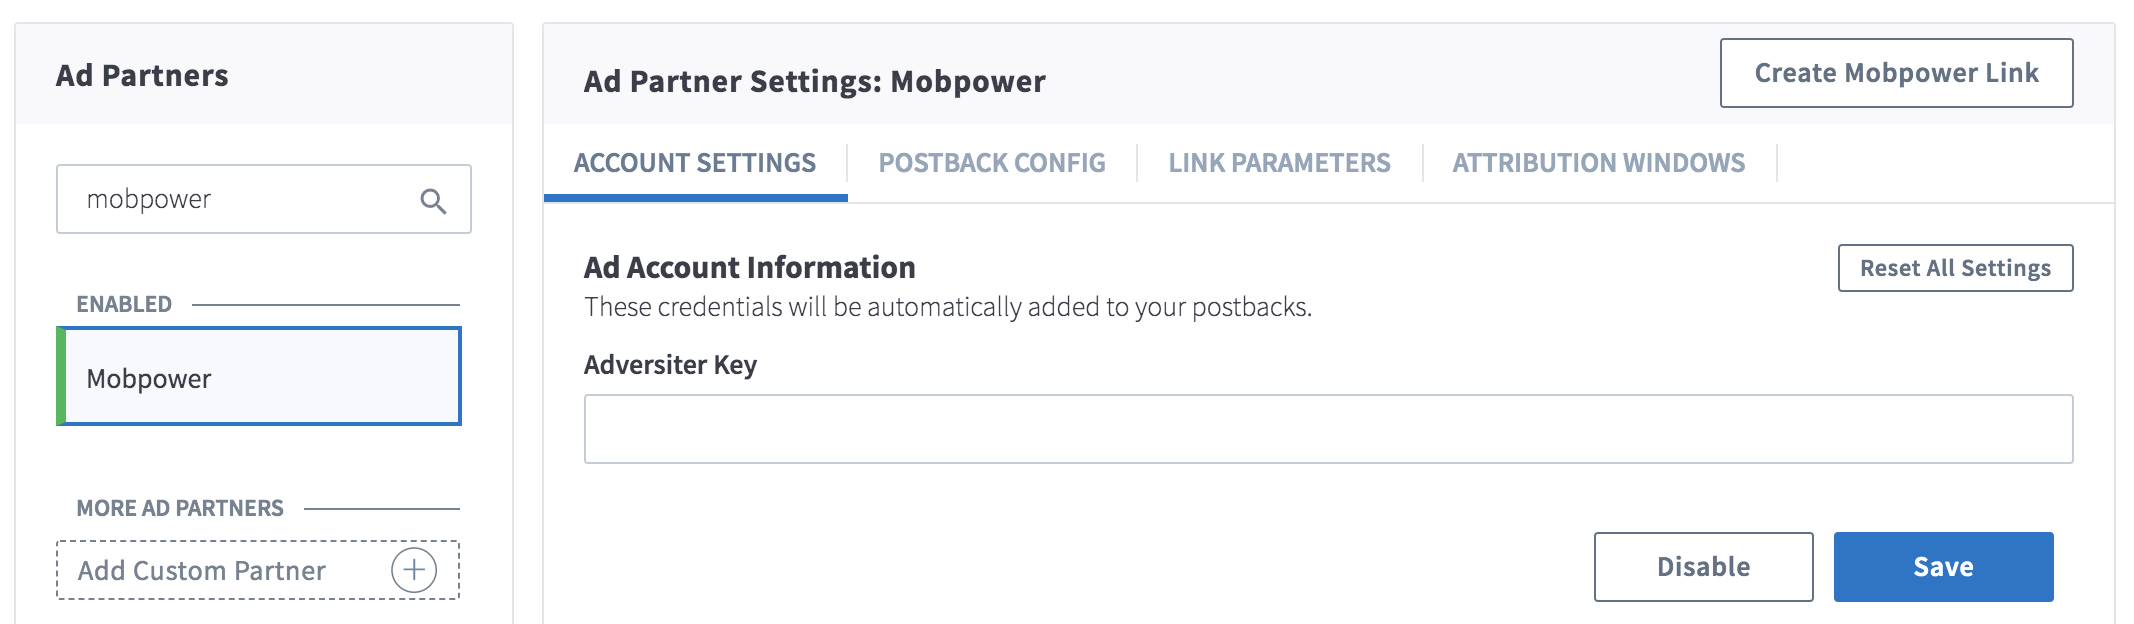 Ad Partners
mobpower
ENABLED
Mobpower
MORE AD PARTNERS
Add Custom Partner
Ad Partner Settings: Mobpower
Create Mobpower Link
ACCOUNT SETTINGS
POSTBACK CONFIG
LINK PARAMETERS
ATTRIBUTION WINDOWS
Ad Account Information
Reset All Settings
These credentials will be automatically added to your postbacks.
Adversiter Key
Disable
Save